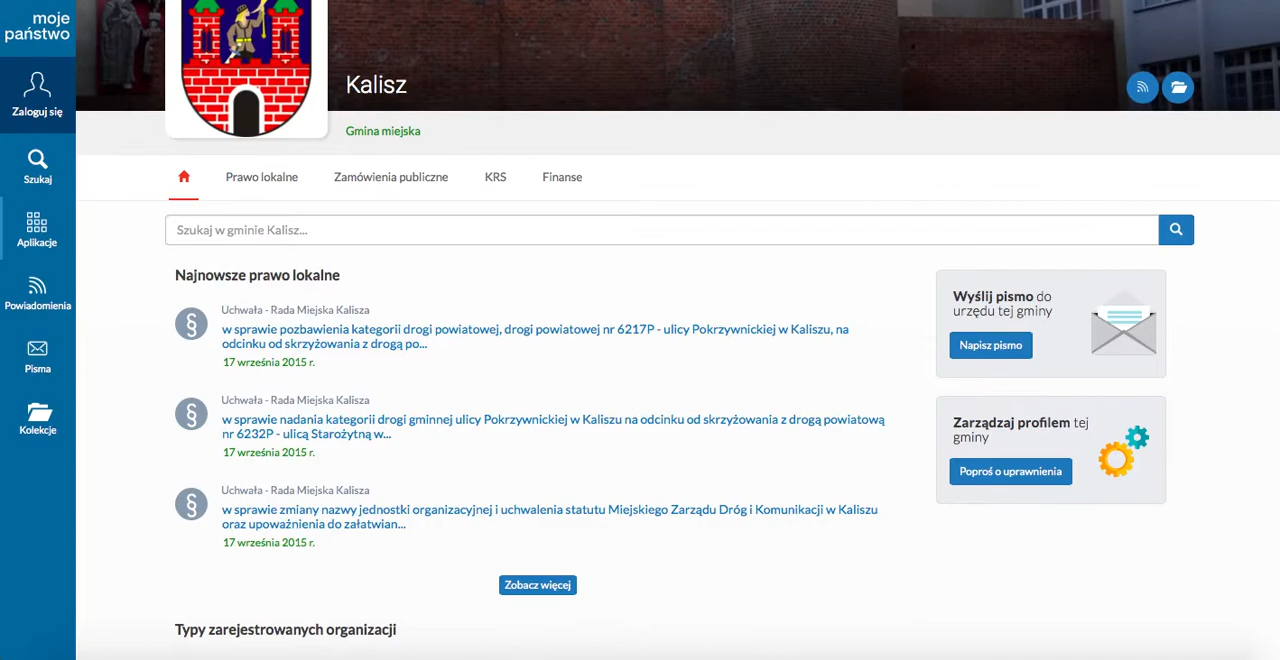 moje
państwo
Zaloguj się
Szukaj
Aplikacje
Powiadomienia
Pisma
Kolekcje
Kalisz
Gmina miejska
Prawo lokalne
Zamówienia publiczne
KRS
Finanse
Szukaj w gminie Kalisz...
Najnowsze prawo lokalne
§
Uchwała - Rada Miejska Kalisza
w sprawie pozbawienia kategorii drogi powiatowej, drogi powiatowej nr 6217P - ulicy Pokrzywnickiej w Kaliszu, na
odcinku od skrzyżowania z drogą po...
17 września 2015 r.
§
Uchwała - Rada Miejska Kalisza
w sprawie nadania kategorii drogi gminnej ulicy Pokrzywnickiej w Kaliszu na odcinku od skrzyżowania z drogą powiatową
nr 6232P - ulicą Starożytną w...
17 września 2015 r.
§
Uchwała - Rada Miejska Kalisza
w sprawie zmiany nazwy jednostki organizacyjnej i uchwalenia statutu Miejskiego Zarządu Dróg i Komunikacji w Kaliszu
oraz upoważnienia do załatwian...
17 września 2015 r.
Zobacz więcej
Typy zarejestrowanych organizacji
Wyślij pismo do
urzędu tej gminy
Napisz pismo
Zarządzaj profilem tej
gminy
Poproś o uprawnienia